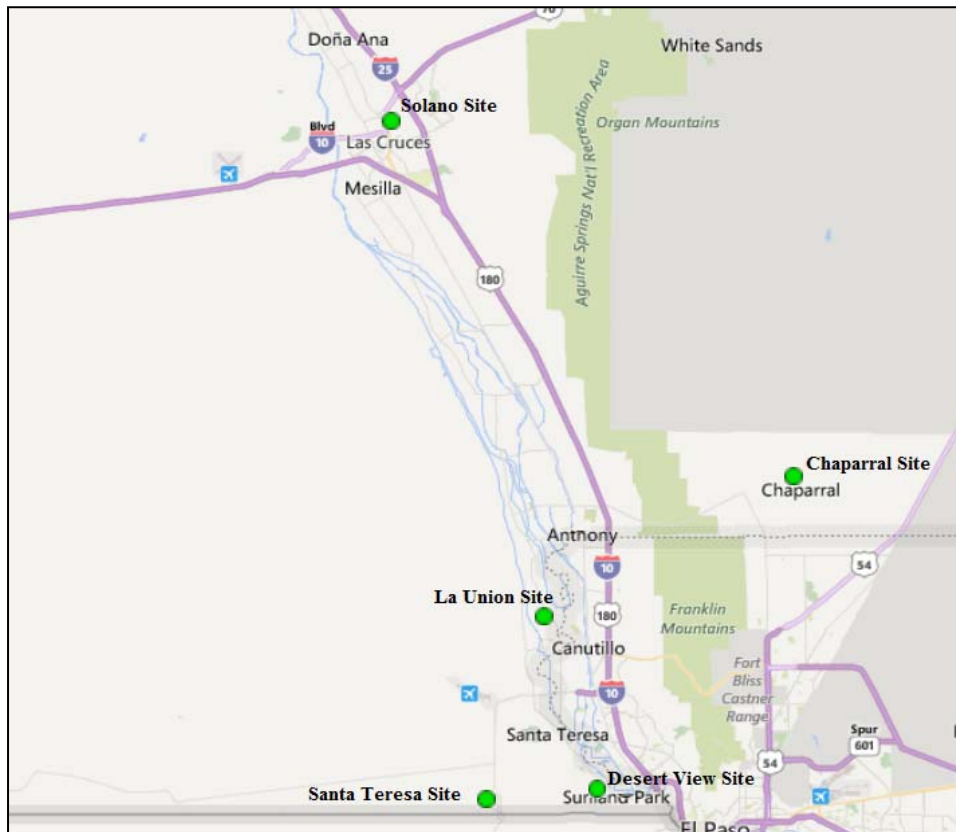 70
Doña Ana
White Sands
25
Solano Site
Aguirre Springs Nat'l Recreation Area
Organ Mountains
Blvd
10
Las Cruces
Mesilla
180
Chaparral Site
Chaparral
Anthony
10
54
La Union Site
180
Franklin
Mountains
Canutillo
Fort
Bliss
Castner
Range
10
Santa Teresa
Spur
601
54
Desert View Site
Santa Teresa Site
Sunland Park
El Paso